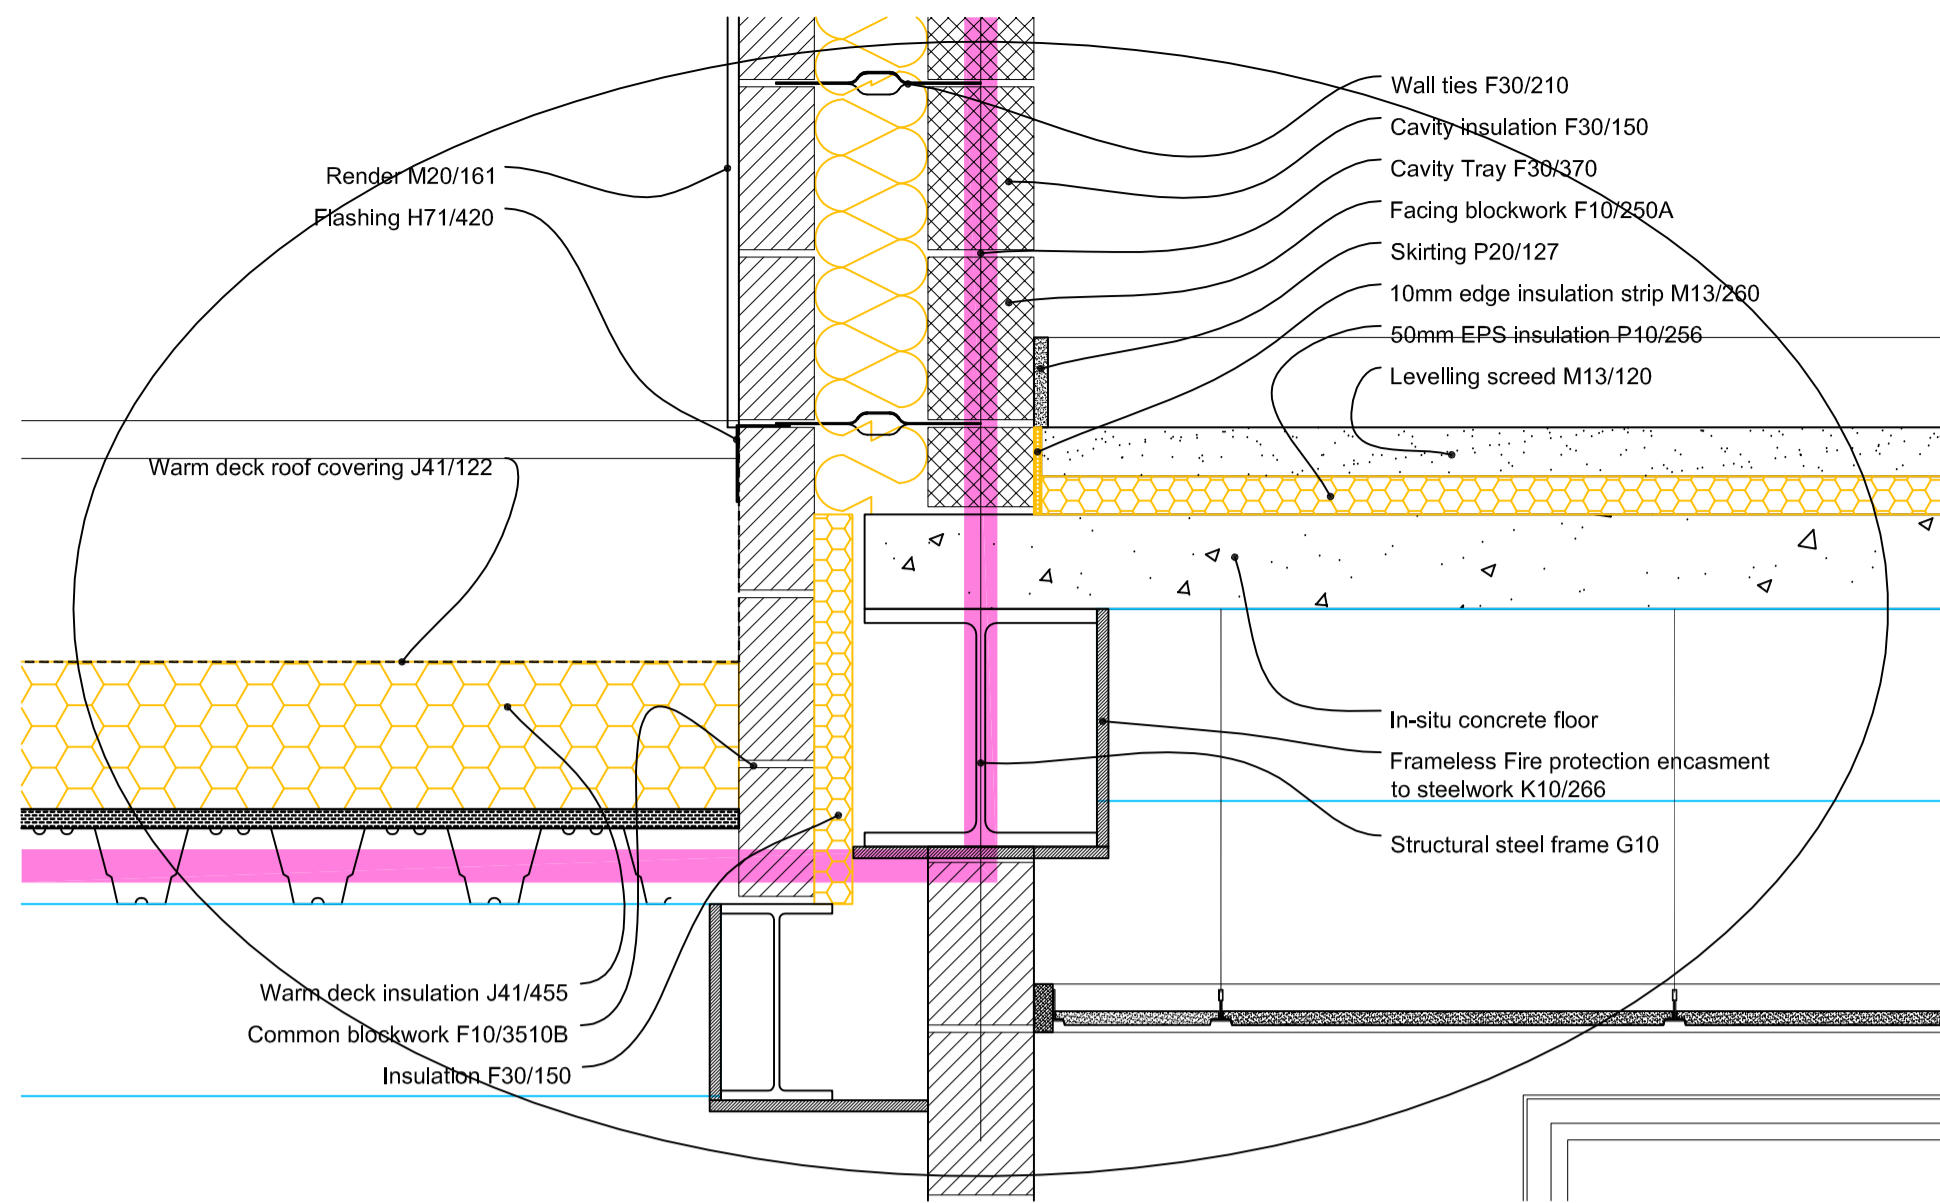 Render M20/161
Flashing H71/420
Warm deck roof covering J41/122
Warm deck insulation J41/455
Common blockwork F10/3510B
Insulation F30/150
Wall ties F30/210
Cavity insulation F30/150
Cavity Tray F30/370
Facing blockwork F10/250A
Skirting P20/127
10mm edge insulation strip M13/260
50mm EPS insulation P10/256
Levelling screed M13/120
In-situ concrete floor
Frameless Fire protection encasment
to steelwork K10/266
Structural steel frame G10